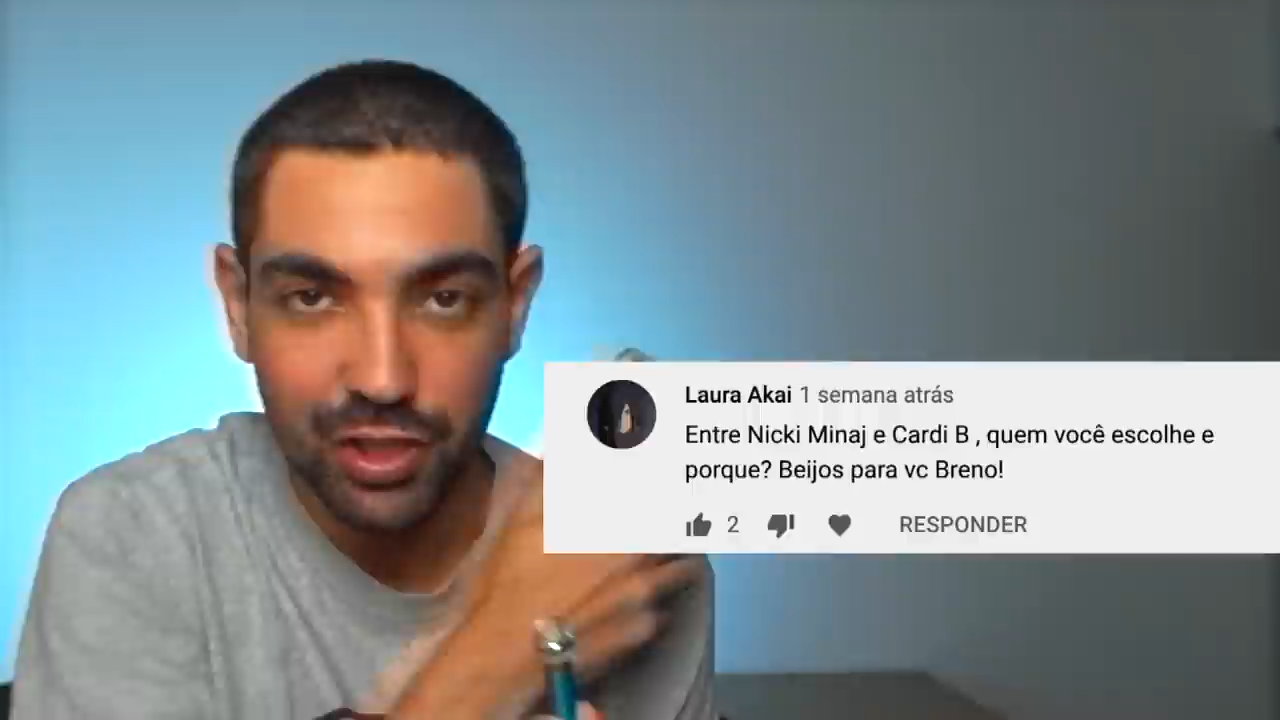 Laura Akai 1 semana atrás
Entre Nicki Minaj e Cardi B , quem você escolhe e
porque? Beijos para vc Breno!
2
RESPONDER